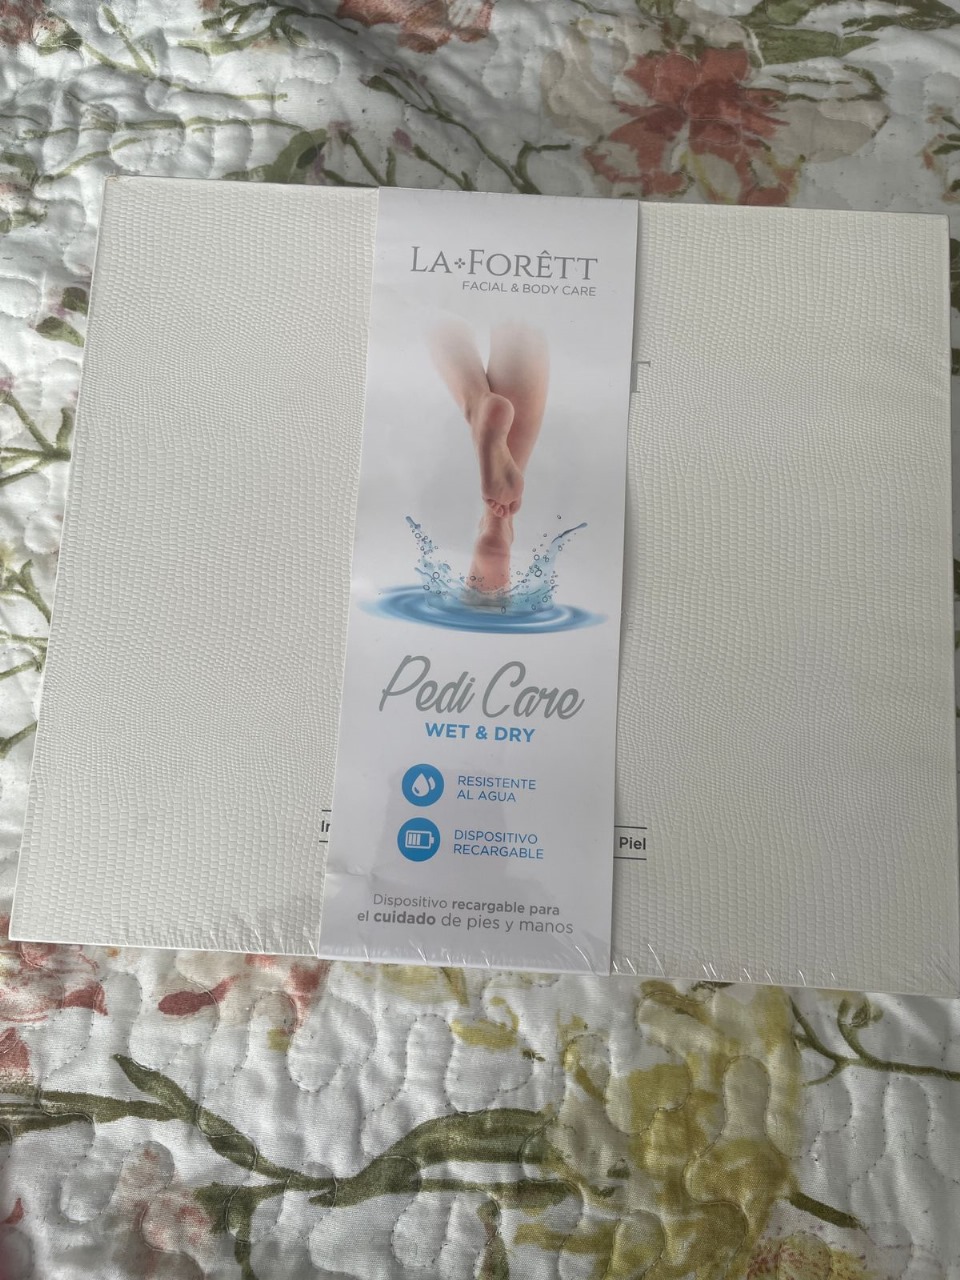 LA FORÊTT
FACIAL & BODY CARE
Pedi Care
WET & DRY
RESISTENTE
AL AGUA
DISPOSITIVO
RECARGABLE
Dispositivo recargable para
el cuidado de pies y manos
Piel